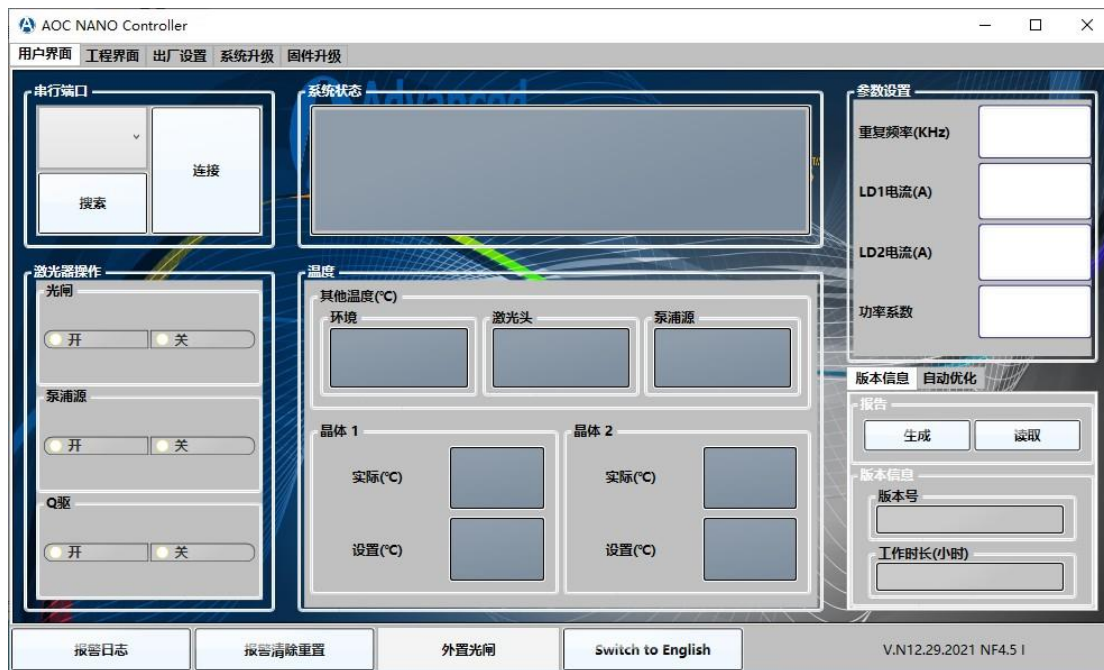 AOC NANO Controller
用户界面 工程界面 出厂设置 系统升级 固件升级
串行端口
连接
搜索
系统状态
Advanced
参数设置
重复频率(KHz)
LD1电流(A)
LD2电流(A)
功率系数
激光器操作
光闸
开 关
泵浦源
开 关
Q驱
开 关
温度
其他温度(℃)
环境 激光头 泵浦源
晶体 1
实际(℃)
设置(℃)
晶体 2
实际(℃)
设置(℃)
版本信息 自动优化
报告
生成 读取
版本信息
版本号
工作时长(小时)
报警日志 报警清除重置 外置光闸 Switch to English V.N12.29.2021 NF4.5 I